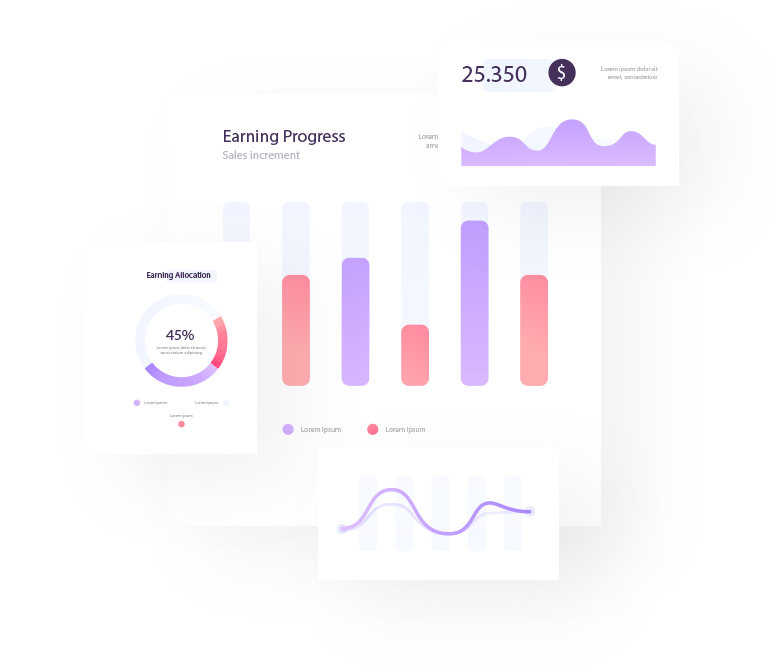 25.350
$
Lorem ipsum dolor sit
amet, consectetuer
Earning Progress
Sales increment
Lorem
ame
Earning Allocation
45%
lorem ipsum dolor sit amet,
consectetuer adipiscing
Lorem ipsum
Lorem ipsum
Lorem ipsum
Lorem ipsum
Lorem ipsum